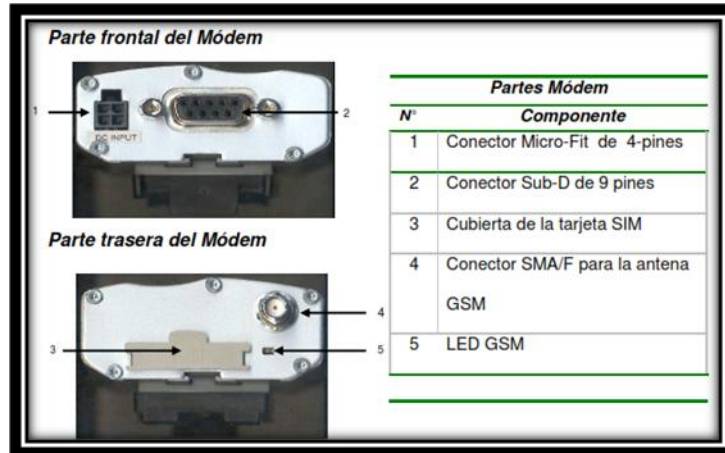 Parte frontal del Módem
1
2
DC INPUT
Parte trasera del Módem
4
3
5
Partes Módem
N° Componente
1 Conector Micro-Fit de 4-pines
2 Conector Sub-D de 9 pines
3 Cubierta de la tarjeta SIM
4 Conector SMA/F para la antena
GSM
5 LED GSM